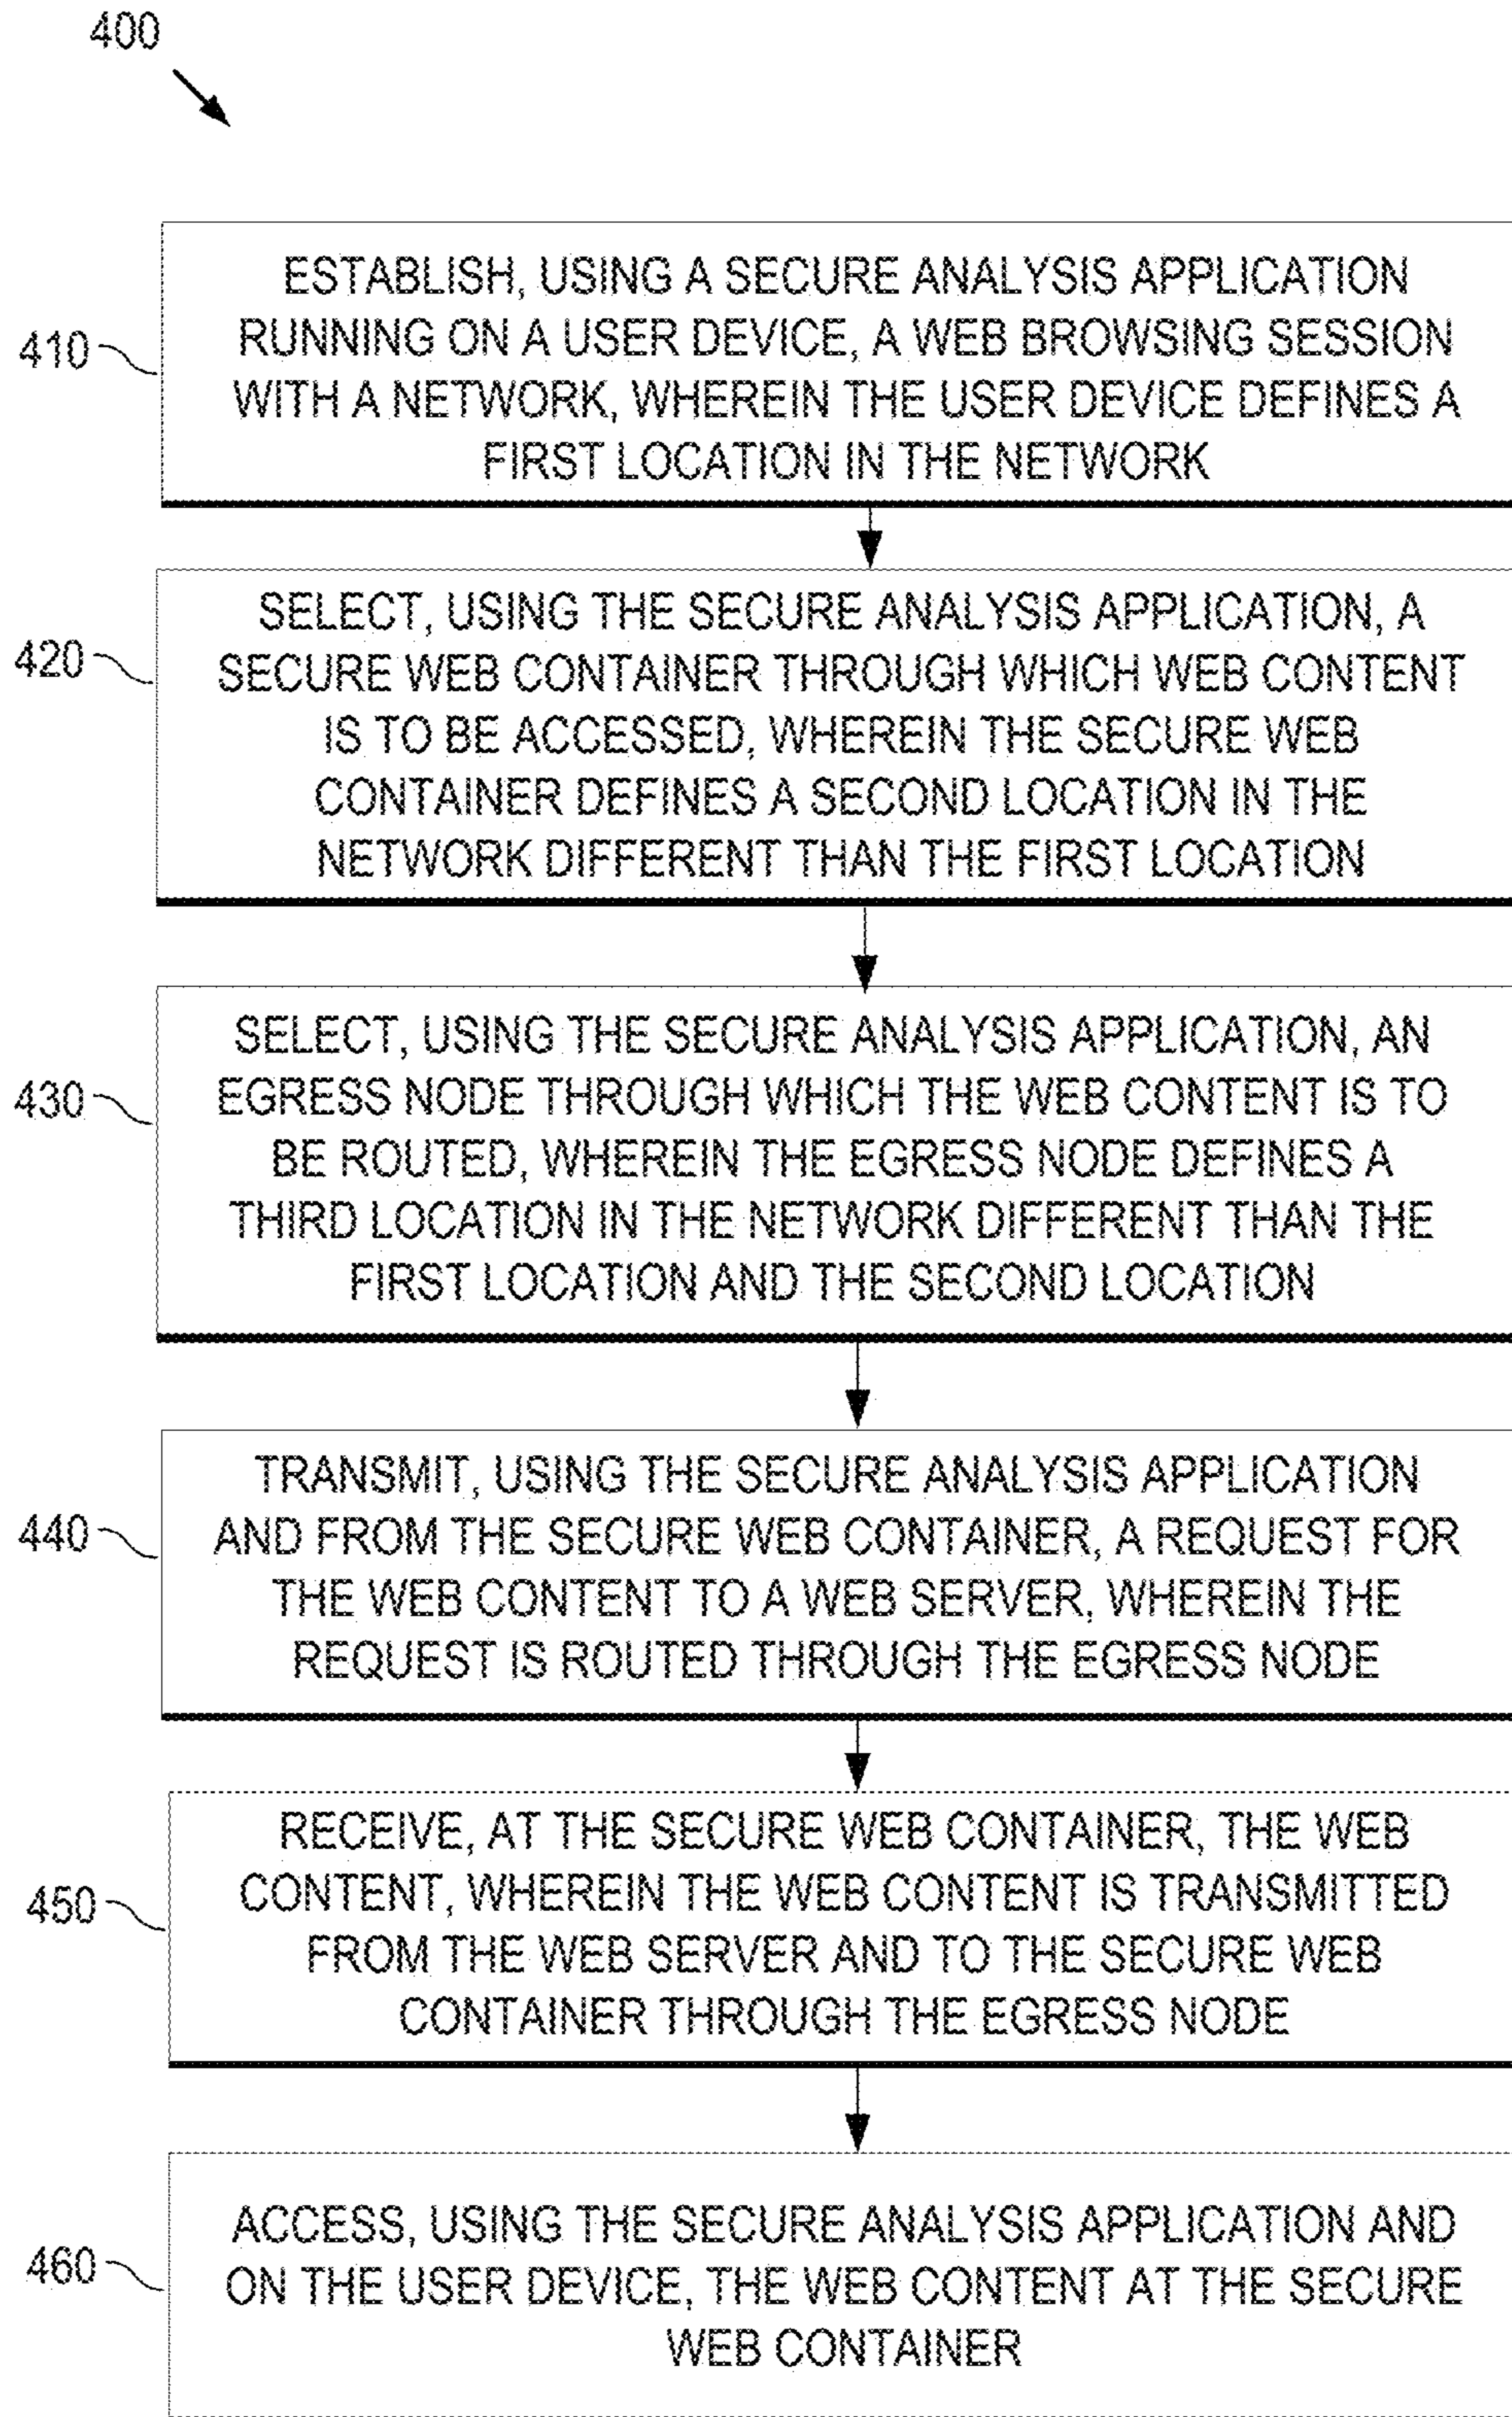 400
410
ESTABLISH, USING A SECURE ANALYSIS APPLICATION
RUNNING ON A USER DEVICE, A WEB BROWSING SESSION
WITH A NETWORK, WHEREIN THE USER DEVICE DEFINES A
FIRST LOCATION IN THE NETWORK
420
SELECT, USING THE SECURE ANALYSIS APPLICATION, A
SECURE WEB CONTAINER THROUGH WHICH WEB CONTENT
IS TO BE ACCESSED, WHEREIN THE SECURE WEB
CONTAINER DEFINES A SECOND LOCATION IN THE
NETWORK DIFFERENT THAN THE FIRST LOCATION
430
SELECT, USING THE SECURE ANALYSIS APPLICATION, AN
EGRESS NODE THROUGH WHICH THE WEB CONTENT IS TO
BE ROUTED, WHEREIN THE EGRESS NODE DEFINES A
THIRD LOCATION IN THE NETWORK DIFFERENT THAN THE
FIRST LOCATION AND THE SECOND LOCATION
440
TRANSMIT, USING THE SECURE ANALYSIS APPLICATION
AND FROM THE SECURE WEB CONTAINER, A REQUEST FOR
THE WEB CONTENT TO A WEB SERVER, WHEREIN THE
REQUEST IS ROUTED THROUGH THE EGRESS NODE
450
RECEIVE, AT THE SECURE WEB CONTAINER, THE WEB
CONTENT, WHEREIN THE WEB CONTENT IS TRANSMITTED
FROM THE WEB SERVER AND TO THE SECURE WEB
CONTAINER THROUGH THE EGRESS NODE
460
ACCESS, USING THE SECURE ANALYSIS APPLICATION AND
ON THE USER DEVICE, THE WEB CONTENT AT THE SECURE
WEB CONTAINER